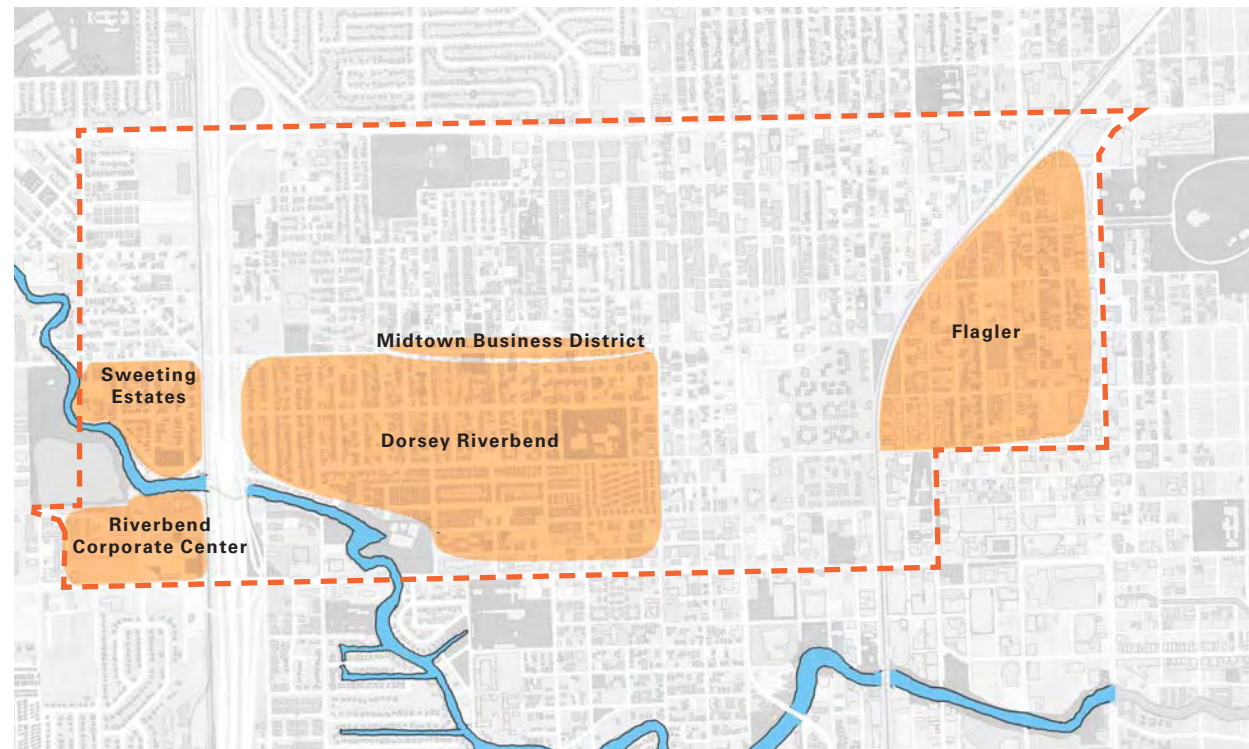 Midtown Business District
Flagler
Sweeting
Estates
Dorsey Riverbend
Riverbend
Corporate Center